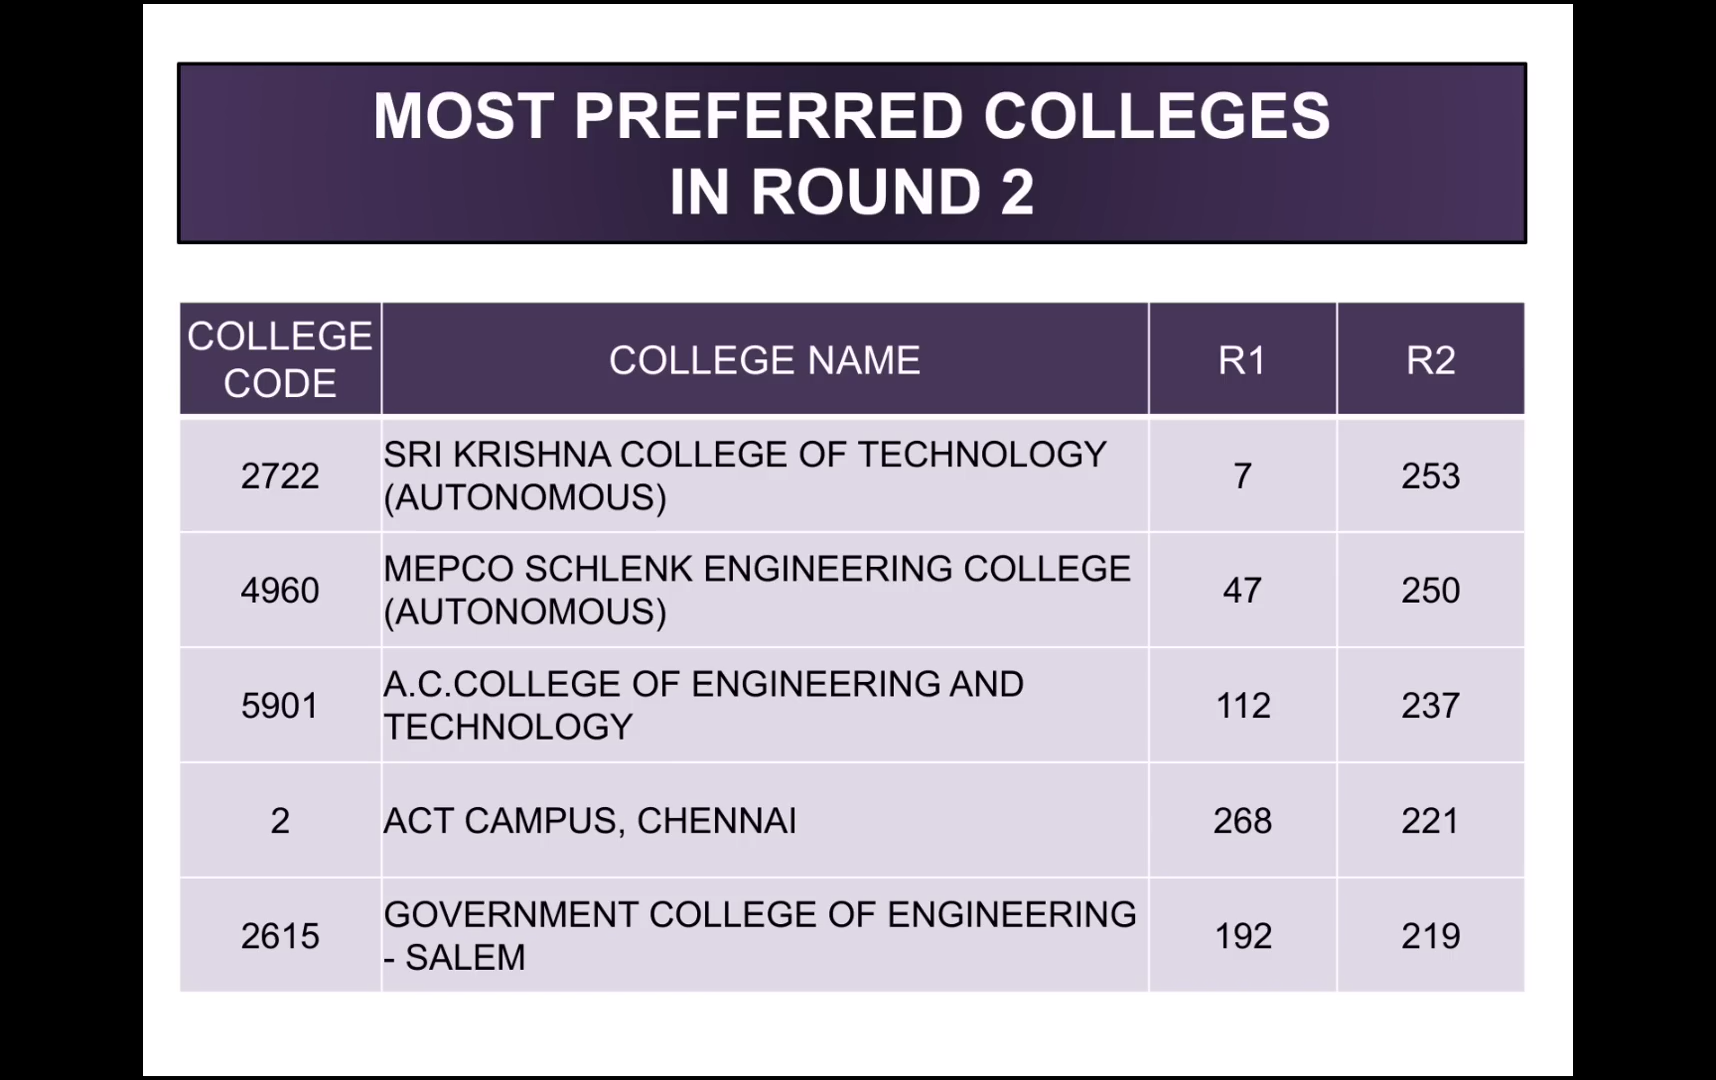 MOST PREFERRED COLLEGES
IN ROUND 2
COLLEGE
CODE
COLLEGE NAME
R1
R2
2722
SRI KRISHNA COLLEGE OF TECHNOLOGY
(AUTONOMOUS)
7
253
4960
MEPCO SCHLENK ENGINEERING COLLEGE
(AUTONOMOUS)
47
250
5901
A.C.COLLEGE OF ENGINEERING AND
TECHNOLOGY
112
237
2
ACT CAMPUS, CHENNAI
268
221
2615
GOVERNMENT COLLEGE OF ENGINEERING
- SALEM
192
219